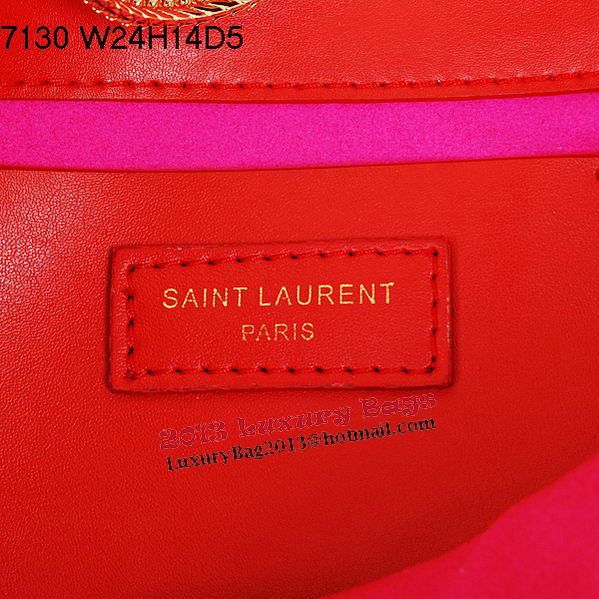 7130 W24H14D5
SAINT LAURENT
PARIS
2013 Luxury Bags
LuxuryBag2013@hotmail.com